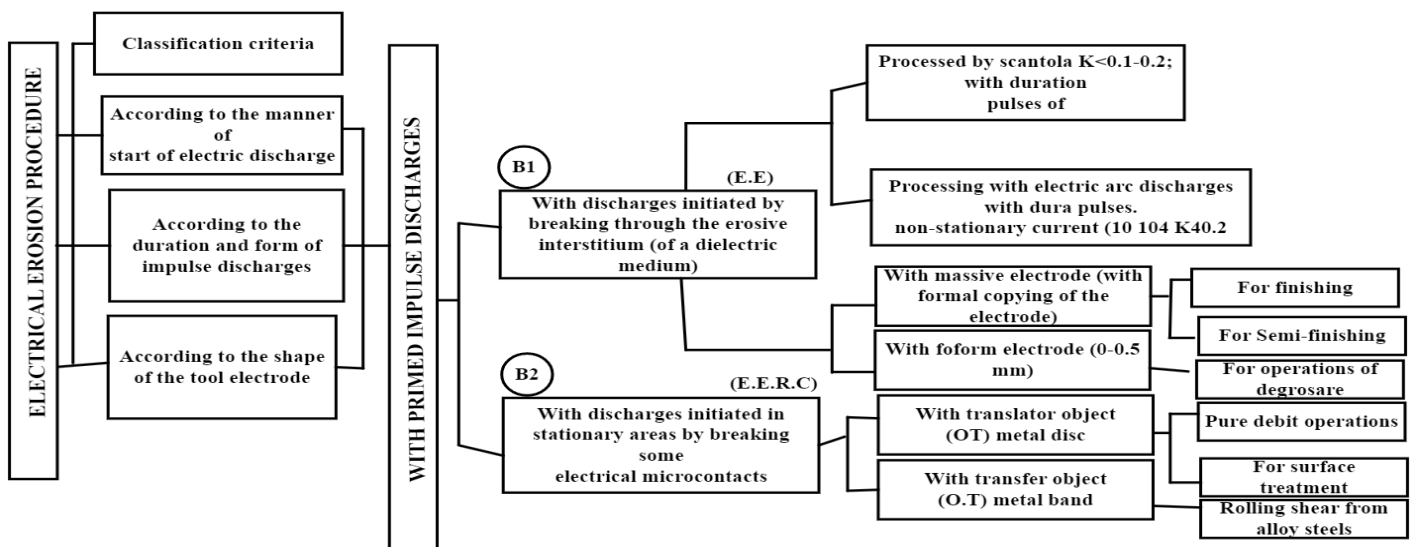 ELECTRICAL EROSION PROCEDURE
Classification criteria
According to the manner
of
start of electric discharge
According to the
duration and form of
impulse discharges
According to the shape
of the tool electrode
WITH PRIMED IMPULSE DISCHARGES
B1
(E.E)
With discharges initiated by
breaking through the erosive
interstitium (of a dielectric
medium)
B2
(E.E.R.C)
With discharges initiated in
stationary areas by breaking
some
electrical microcontacts
Processed by scantola K<0.1-0.2;
with duration
pulses of
Processing with electric arc discharges
with dura pulses.
non-stationary current (10 104 K40.2
With massive electrode (with
formal copying of the
electrode)
For finishing
For Semi-finishing
With foform electrode (0-0.5
mm)
For operations of
degrosare
With translator object
(OT) metal disc
Pure debit operations
For surface
treatment
With transfer object
(O.T) metal band
Rolling shear from
alloy steels